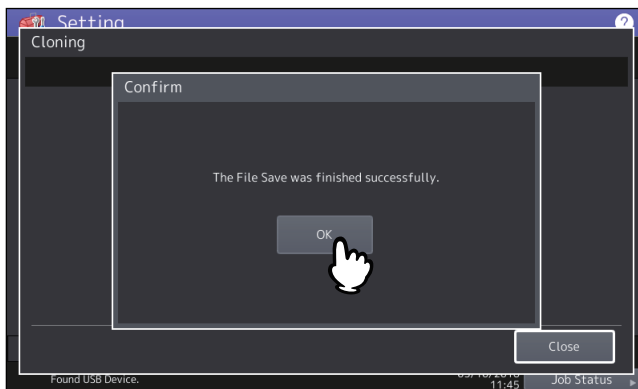 Setting
?
Cloning
Confirm
The File Save was finished successfully.
OK
Close
Found USB Device.
11:45
Job Status